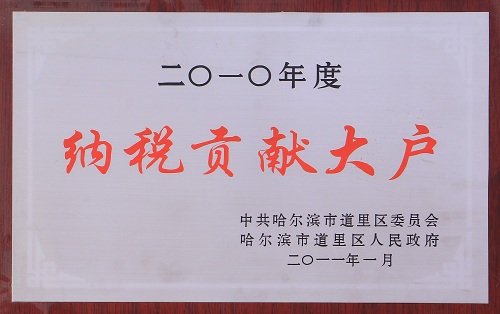 二〇一〇年度
纳税贡献大户
中共哈尔滨市道里区委员会
哈尔滨市道里区人民政府
二〇一一年一月